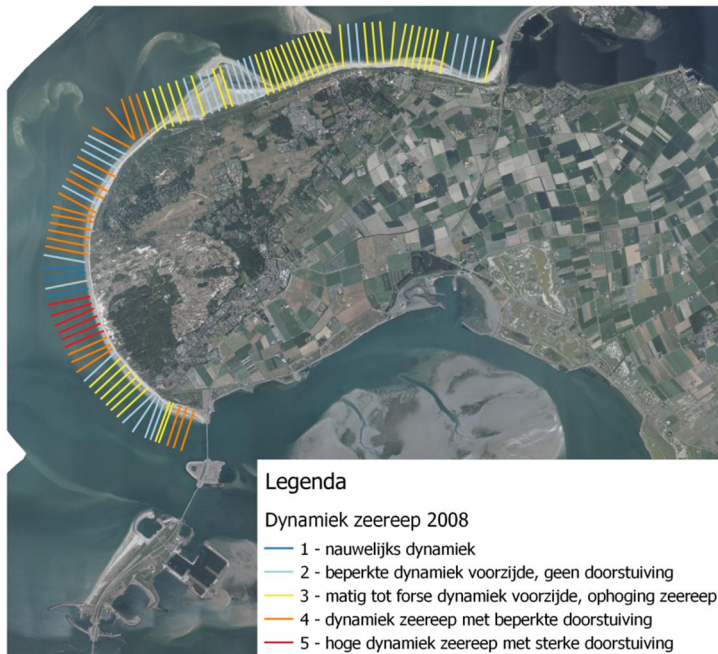 Legenda
Dynamiek zeereep 2008
1 - nauwelijks dynamiek
2 - beperkte dynamiek voorzijde, geen doorstuiving
3 - matig tot forse dynamiek voorzijde, ophoging zeereep
4 - dynamiek zeereep met beperkte doorstuiving
5 - hoge dynamiek zeereep met sterke doorstuiving